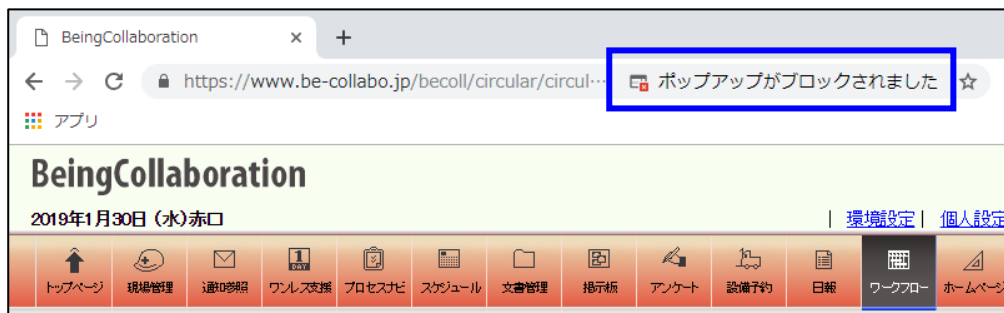 BeingCollaboration
https://www.be-collabo.jp/becoll/circular/circul… ポップアップがブロックされました
アプリ
BeingCollaboration
2019年1月30日（水）赤口 | 環境設定 | 個人設定
トップページ 現場管理 通知参照 ワンレス支援 プロセスナビ スケジュール 文書管理 掲示板 アンケート 設備予約 日報 ワークフロー ホームページ